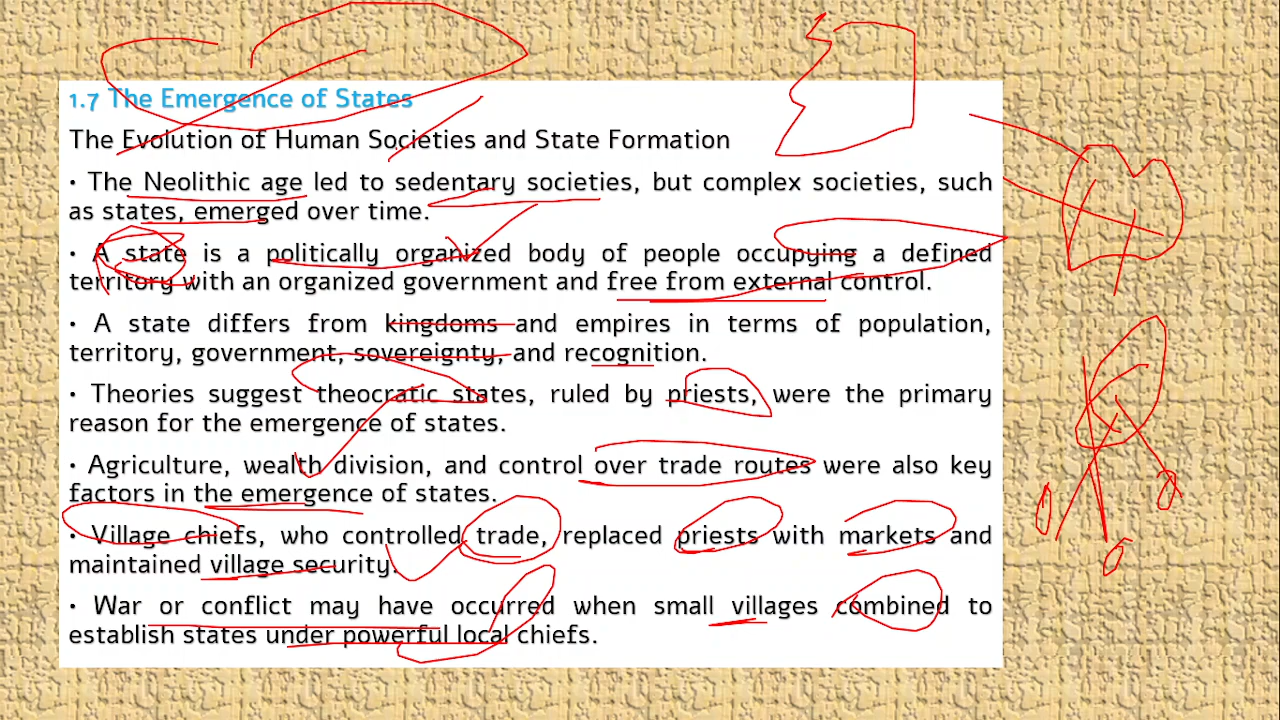 1.7 The Emergence of States
The Evolution of Human Societies and State Formation
• The Neolithic age led to sedentary societies, but complex societies, such
as states, emerged over time.
• A state is a politically organized body of people occupying a defined
territory with an organized government and free from external control.
• A state differs from kingdoms and empires in terms of population,
territory, government, sovereignty, and recognition.
• Theories suggest theocratic states, ruled by priests, were the primary
reason for the emergence of states.
• Agriculture, wealth division, and control over trade routes were also key
factors in the emergence of states.
• Village chiefs, who controlled trade, replaced priests with markets and
maintained village security.
• War or conflict may have occurred when small villages combined to
establish states under powerful local chiefs.